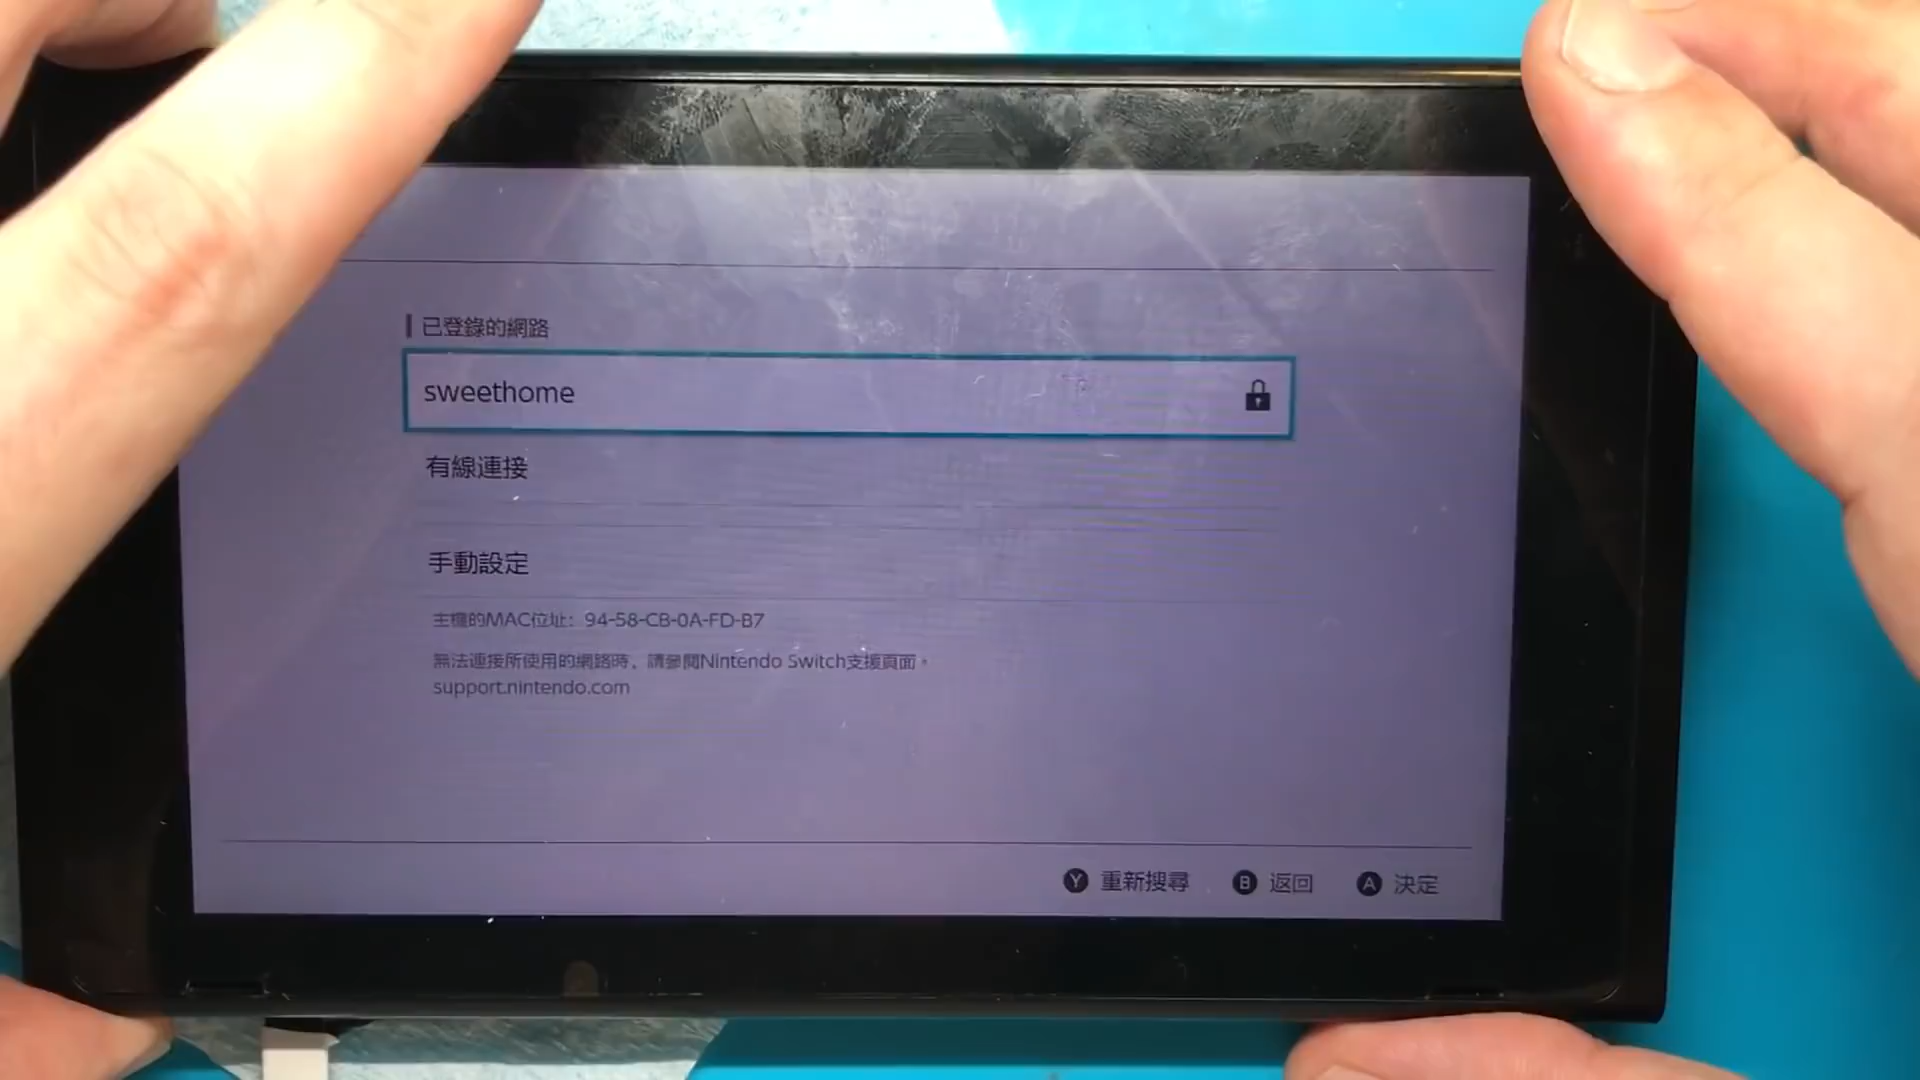 已登錄的網路
sweethome
有線連接
手動設定
主機的MAC位址：94-58-CB-0A-FD-B7
無法連接所使用的網路時，請參閱Nintendo Switch支援頁面。
support.nintendo.com
Y 重新搜尋 B 返回 A 決定